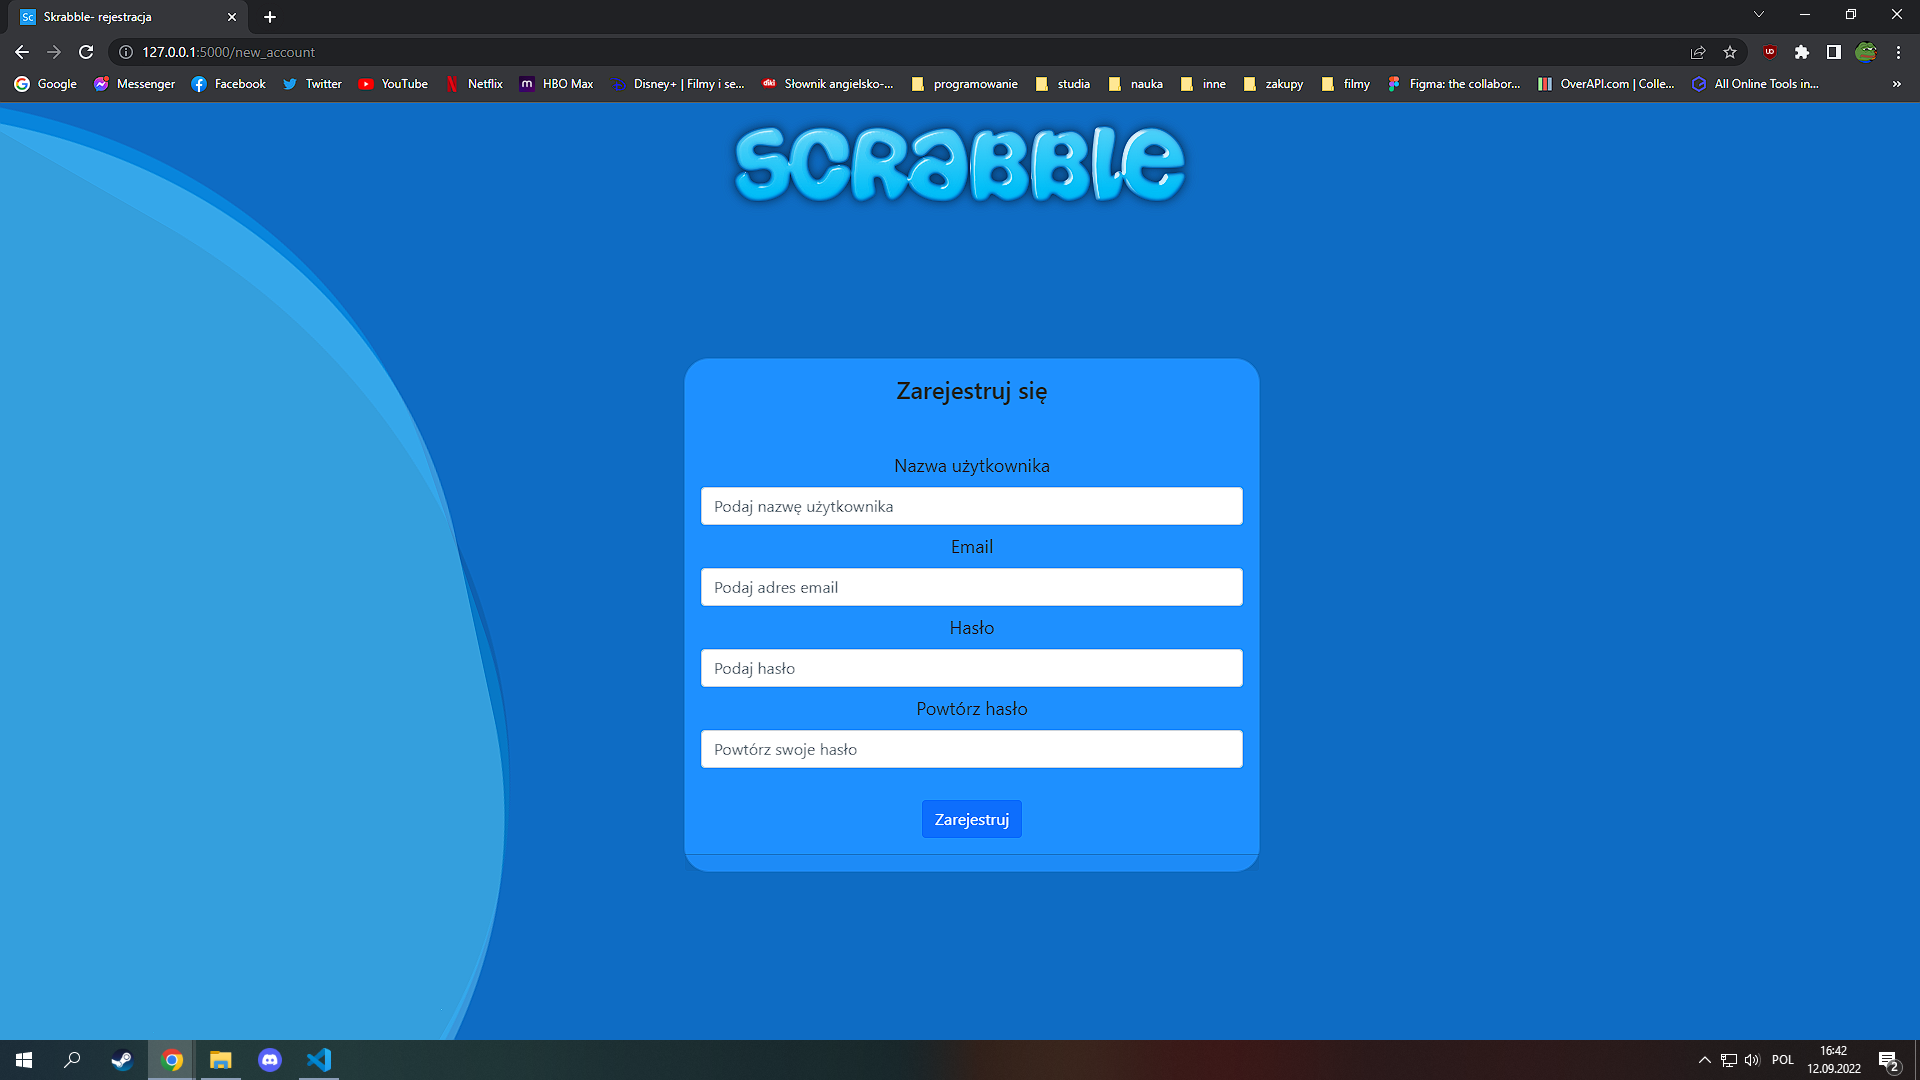 Skrabble- rejestracja
127.0.0.1:5000/new_account
Google Messenger Facebook Twitter YouTube Netflix HBO Max Disney+ | Filmy i se... Słownik angielsko-... programowanie studia nauka inne zakupy filmy Figma: the collabor... OverAPI.com | Colle... All Online Tools in... »
SCRABBLE
Zarejestruj się
Nazwa użytkownika
Podaj nazwę użytkownika
Email
Podaj adres email
Hasło
Podaj hasło
Powtórz hasło
Powtórz swoje hasło
Zarejestruj
POL
16:42
12.09.2022
2